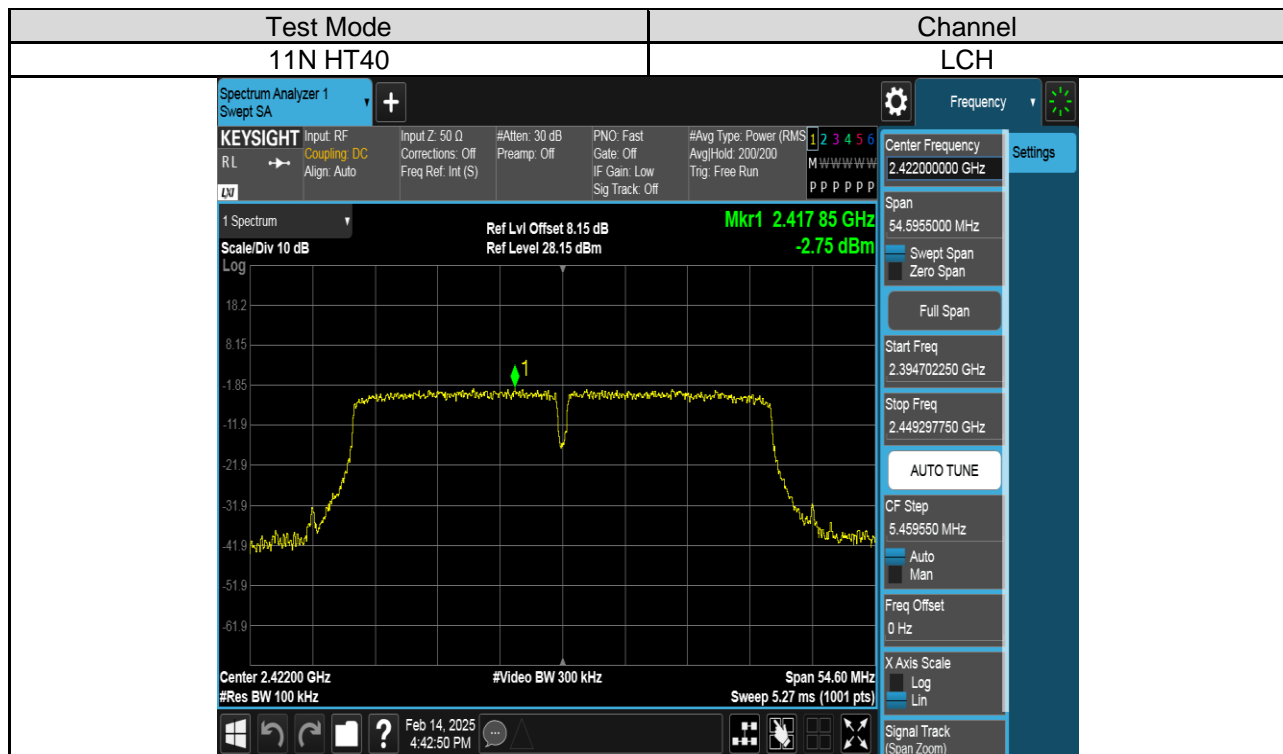 Test Mode
Channel
11N HT40
LCH
Spectrum Analyzer 1
Swept SA
+
Frequency
KEYSIGHT
RL
LXI
Input: RF
Coupling: DC
Align: Auto
Input Z: 50 Ω
Corrections: Off
Freq Ref: Int (S)
#Atten: 30 dB
Preamp: Off
PNO: Fast
Gate: Off
IF Gain: Low
Sig Track: Off
#Avg Type: Power (RMS
Avg|Hold: 200/200
Trig: Free Run
1 2 3 4 5 6
M W W W W W
P P P P P P
1 Spectrum
Scale/Div 10 dB
Log
Ref Lvl Offset 8.15 dB
Ref Level 28.15 dBm
Mkr1 2.417 85 GHz
-2.75 dBm
18.2
8.15
-1.85
-11.9
-21.9
-31.9
-41.9
-51.9
-61.9
1
Center 2.42200 GHz
#Res BW 100 kHz
#Video BW 300 kHz
Span 54.60 MHz
Sweep 5.27 ms (1001 pts)
?
Feb 14, 2025
4:42:50 PM
Center Frequency
2.422000000 GHz
Settings
Span
54.5955000 MHz
Swept Span
Zero Span
Full Span
Start Freq
2.394702250 GHz
Stop Freq
2.449297750 GHz
AUTO TUNE
CF Step
5.459550 MHz
Auto
Man
Freq Offset
0 Hz
X Axis Scale
Log
Lin
Signal Track
(Span Zoom)